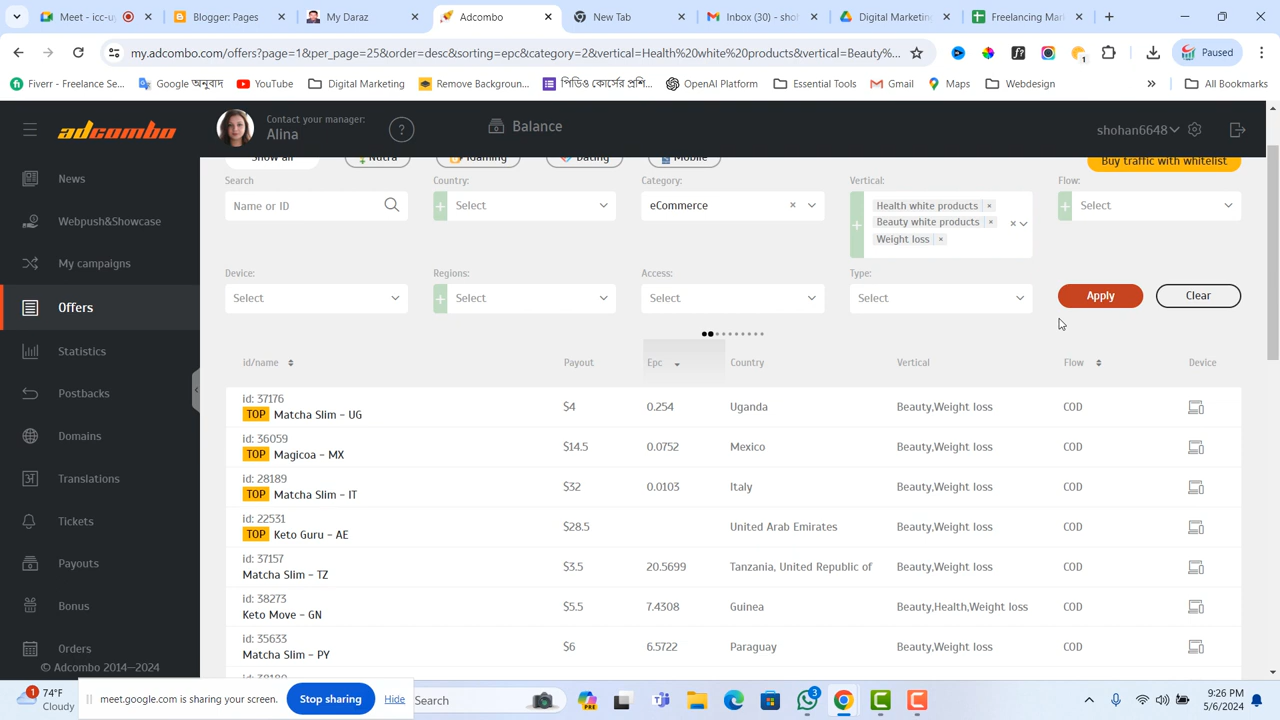 icc-
Blogger: Pag
My Daraz
Adcombo
New Tab
Inbox (30) - sho
Digital Marketin
Freelancing Mar
my.adcombo.com/offers?page=1&per_page=25&order=desc&sorting=epc&category=2&vertical=Health%20white%20products&vertical=Beauty%...
Paused
Fiverr - Freelance Se...
Google অনুবাদ
YouTube
Digital Marketing
Remove Backgroun...
OpenAI Platform
Essential Tools
Gmail
Maps
Webdesign
All Bookmarks
adcombo
Contact your manager:
Alina
?
Balance
shohan6648
Show all
Nutra
iGaming
Dating
Mobile
Buy traffic with whitelist
News
Webpush&Showcase
My campaigns
Offers
Statistics
Postbacks
Domains
Translations
Tickets
Payouts
Bonus
Orders
© Adcombo 2014—2024
Search
Country:
Category:
Vertical:
Flow:
Name or ID
Select
eCommerce
Health white products ×
Beauty white products ×
Weight loss ×
Select
Device:
Regions:
Access:
Type:
Select
Select
Select
Select
Apply
Clear
id/name Payout Epc Country Vertical Flow Device
id: 37176
TOP Matcha Slim – UG $4 0.254 Uganda Beauty,Weight loss COD
id: 36059
TOP Magicoa – MX $14.5 0.0752 Mexico Beauty,Weight loss COD
id: 28189
TOP Matcha Slim – IT $32 0.0103 Italy Beauty,Weight loss COD
id: 22531
TOP Keto Guru – AE $28.5 United Arab Emirates Beauty,Weight loss COD
id: 37157
Matcha Slim – TZ $3.5 20.5699 Tanzania, United Republic of Beauty,Weight loss COD
id: 38273
Keto Move – GN $5.5 7.4308 Guinea Beauty,Health,Weight loss COD
id: 35633
Matcha Slim – PY $6 6.5722 Paraguay Beauty,Weight loss COD
1
74°F
Cloudy
meet.google.com is sharing your screen.
Stop sharing
Hide
Search
3
9:26 PM
5/6/2024